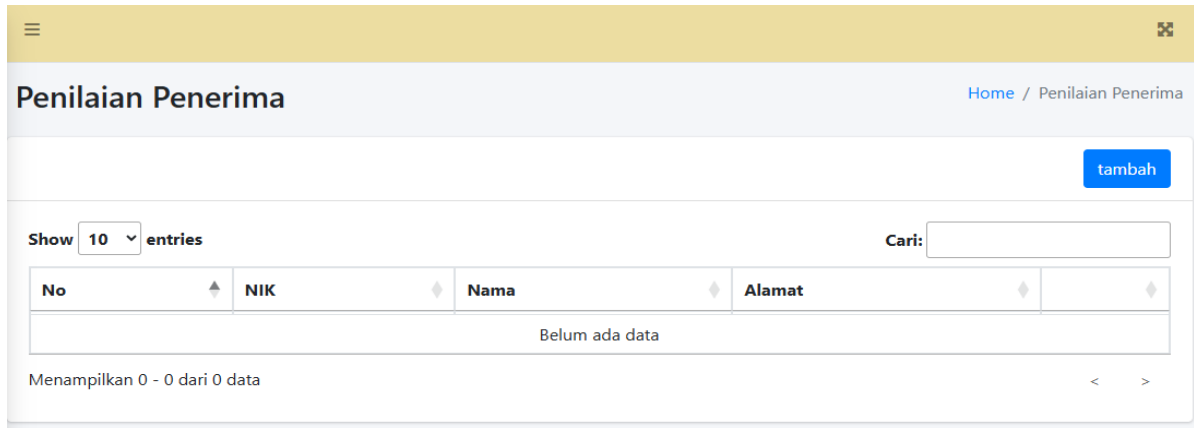 Penilaian Penerima
Home / Penilaian Penerima
tambah
Show 10 entries
Cari:
No NIK Nama Alamat
Belum ada data
Menampilkan 0 - 0 dari 0 data
< >